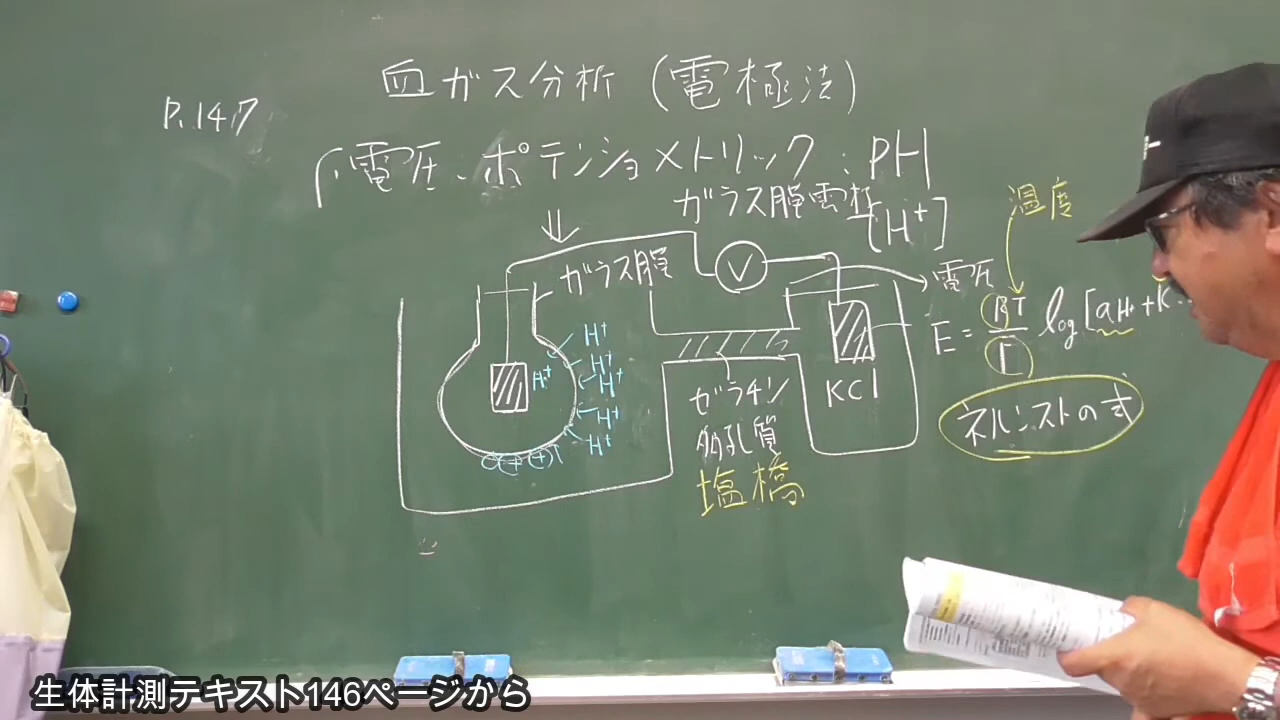 血ガス分析(電極法)
P.147
電圧.ポテンショメトリック:PH
ガラス膜電極
[H⁺]
温度
ガラス膜
V
電圧
E = RT/F log[aH⁺+K..
H⁺
H⁺
H⁺
H⁺
H⁺
H⁺
KCl
ゼラチン
多孔質
塩橋
ネルンストの式
生体計測テキスト146ページから